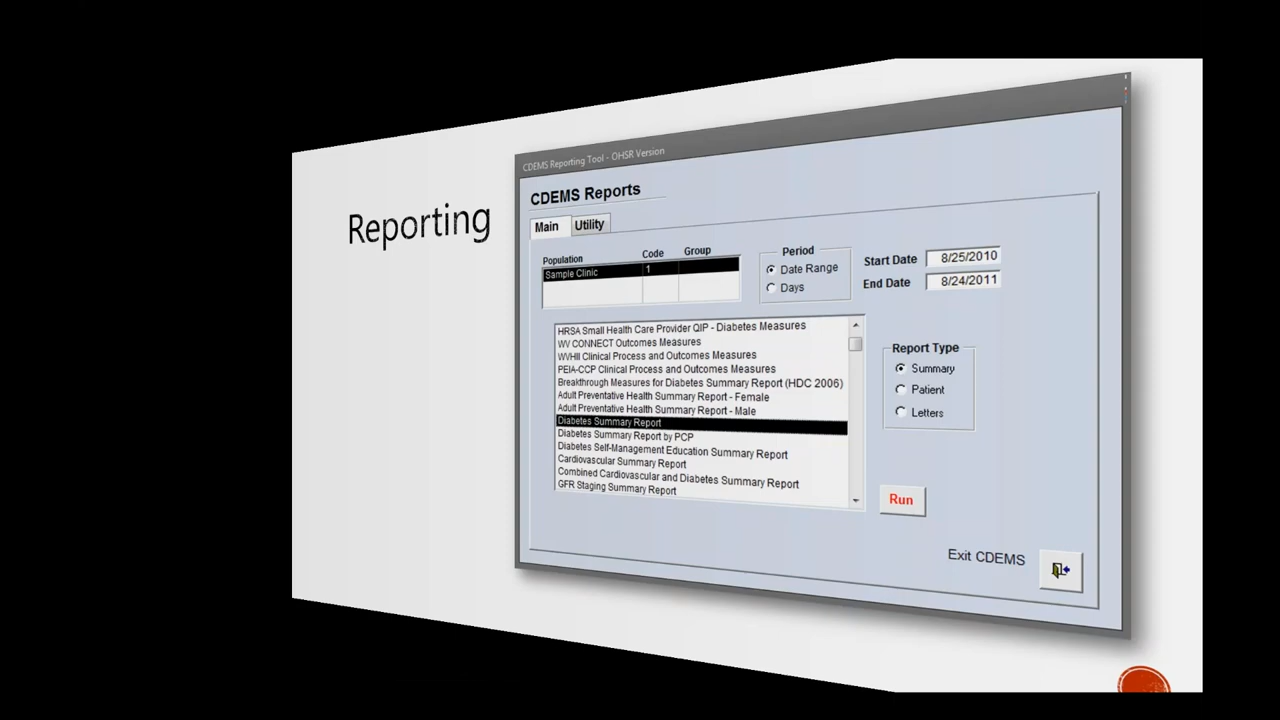 Reporting
CDEMS Reporting Tool - OHSR Version
CDEMS Reports
Main Utility
Population Code Group
Sample Clinic 1
Period
Date Range
Days
Start Date 8/25/2010
End Date 8/24/2011
HRSA Small Health Care Provider QIP - Diabetes Measures
WV CONNECT Outcomes Measures
WVHII Clinical Process and Outcomes Measures
PEIA-CCP Clinical Process and Outcomes Measures
Breakthrough Measures for Diabetes Summary Report (HDC 2006)
Adult Preventative Health Summary Report - Female
Adult Preventative Health Summary Report - Male
Diabetes Summary Report
Diabetes Summary Report by PCP
Diabetes Self-Management Education Summary Report
Cardiovascular Summary Report
Combined Cardiovascular and Diabetes Summary Report
GFR Staging Summary Report
Report Type
Summary
Patient
Letters
Run
Exit CDEMS